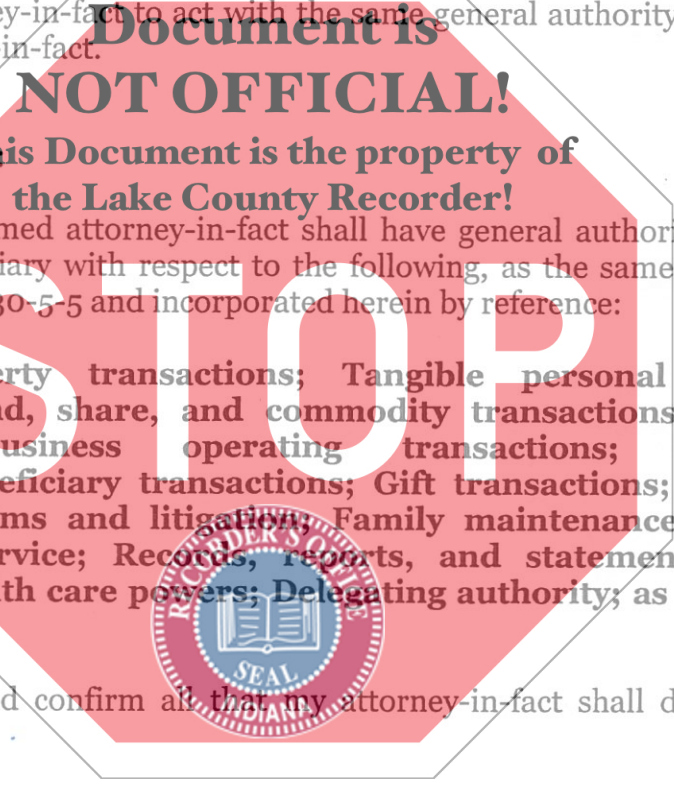 ey-in-fact to act with the same general authority
in-fact.
Document is
NOT OFFICIAL!
is Document is the property of
the Lake County Recorder!
med attorney-in-fact shall have general authori
iary with respect to the following, as the same
30-5-5 and incorporated herein by reference:
STOP
erty transactions; Tangible personal
nd, share, and commodity transactions
usiness operating transactions;
eficiary transactions; Gift transactions;
ms and litigation; Family maintenance
rvice; Records, reports, and statemen
th care powers; Delegating authority; as
RECORDER'S OFFICE
SEAL
INDIANA
d confirm all that my attorney-in-fact shall d